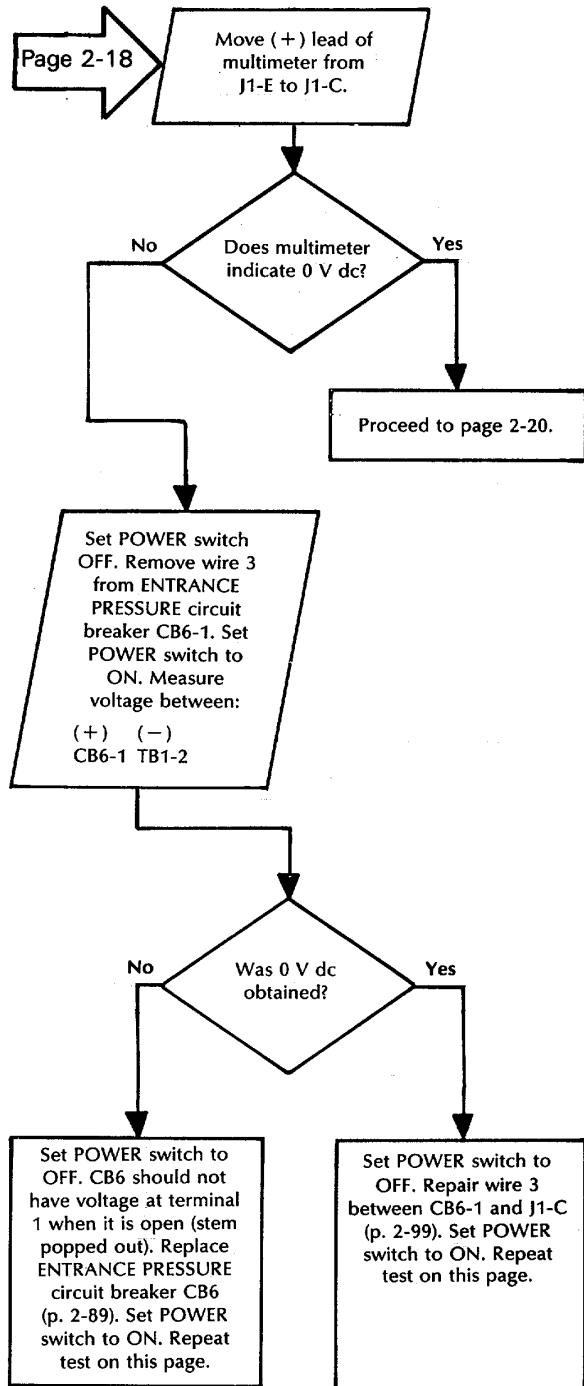 Page 2-18
Move (+) lead of
multimeter from
J1-E to J1-C.
No
Does multimeter
indicate 0 V dc?
Yes
Proceed to page 2-20.
Set POWER switch
OFF. Remove wire 3
from ENTRANCE
PRESSURE circuit
breaker CB6-1. Set
POWER switch to
ON. Measure
voltage between:
(+) (−)
CB6-1 TB1-2
No
Was 0 V dc
obtained?
Yes
Set POWER switch to
OFF. CB6 should not
have voltage at terminal
1 when it is open (stem
popped out). Replace
ENTRANCE PRESSURE
circuit breaker CB6
(p. 2-89). Set POWER
switch to ON. Repeat
test on this page.
Set POWER switch to
OFF. Repair wire 3
between CB6-1 and J1-C
(p. 2-99). Set POWER
switch to ON. Repeat
test on this page.